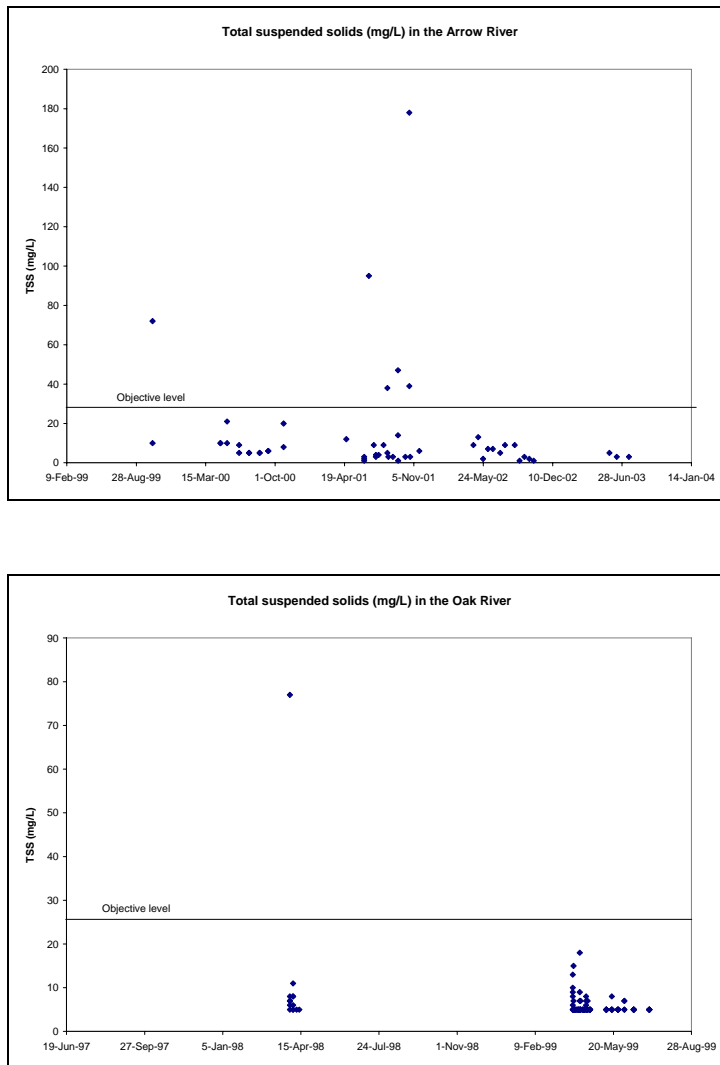 Total suspended solids (mg/L) in the Arrow River
200
180
160
140
120
100
80
60
40
20
0
TSS (mg/L)
Objective level
9-Feb-99 28-Aug-99 15-Mar-00 1-Oct-00 19-Apr-01 5-Nov-01 24-May-02 10-Dec-02 28-Jun-03 14-Jan-04
Total suspended solids (mg/L) in the Oak River
90
80
70
60
50
40
30
20
10
0
TSS (mg/L)
Objective level
19-Jun-97 27-Sep-97 5-Jan-98 15-Apr-98 24-Jul-98 1-Nov-98 9-Feb-99 20-May-99 28-Aug-99